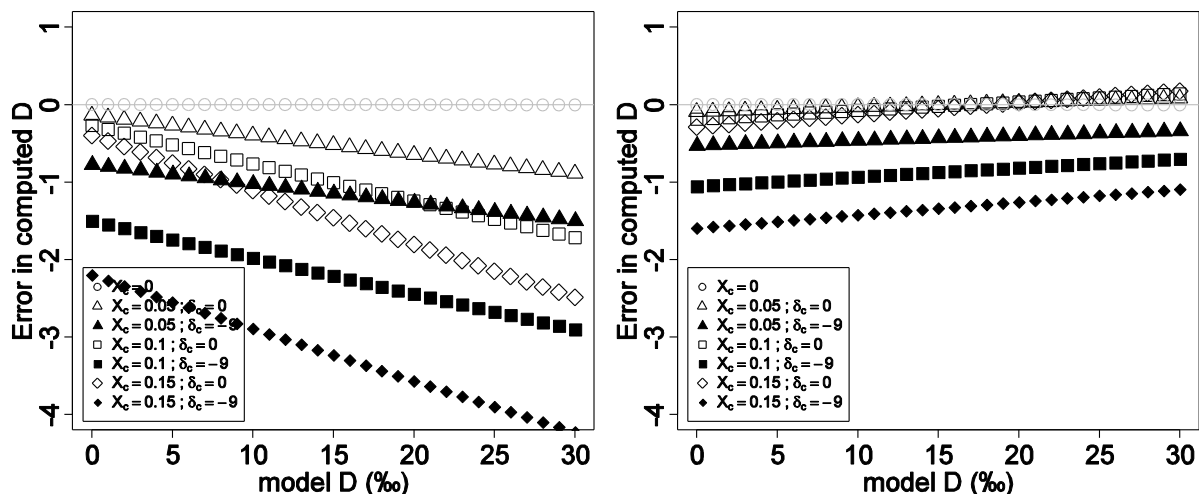 Error in computed D
1
0
-1
-2
-3
-4
X_c=0
X_c=0.05 ; δ_c=0
X_c=0.05 ; δ_c=−9
X_c=0.1 ; δ_c=0
X_c=0.1 ; δ_c=−9
X_c=0.15 ; δ_c=0
X_c=0.15 ; δ_c=−9
0 5 10 15 20 25 30
model D (‰)
Error in computed D
1
0
-1
-2
-3
-4
X_c=0
X_c=0.05 ; δ_c=0
X_c=0.05 ; δ_c=−9
X_c=0.1 ; δ_c=0
X_c=0.1 ; δ_c=−9
X_c=0.15 ; δ_c=0
X_c=0.15 ; δ_c=−9
0 5 10 15 20 25 30
model D (‰)